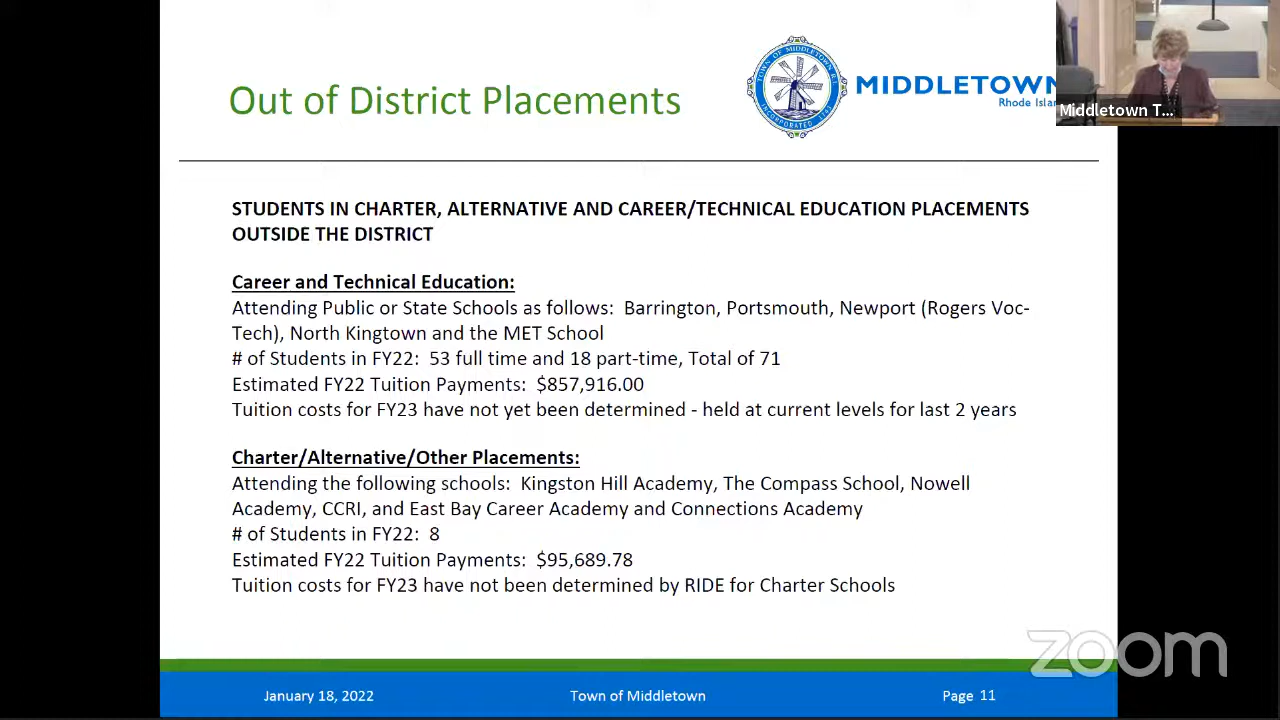 Out of District Placements
TOWN OF MIDDLETOWN R.I.
INCORPORATED 1743
MIDDLETOWN
Rhode Islan
Middletown T...
STUDENTS IN CHARTER, ALTERNATIVE AND CAREER/TECHNICAL EDUCATION PLACEMENTS
OUTSIDE THE DISTRICT
Career and Technical Education:
Attending Public or State Schools as follows:  Barrington, Portsmouth, Newport (Rogers Voc-
Tech), North Kingtown and the MET School
# of Students in FY22:  53 full time and 18 part-time, Total of 71
Estimated FY22 Tuition Payments:  $857,916.00
Tuition costs for FY23 have not yet been determined - held at current levels for last 2 years
Charter/Alternative/Other Placements:
Attending the following schools:  Kingston Hill Academy, The Compass School, Nowell
Academy, CCRI, and East Bay Career Academy and Connections Academy
# of Students in FY22:  8
Estimated FY22 Tuition Payments:  $95,689.78
Tuition costs for FY23 have not been determined by RIDE for Charter Schools
zoom
January 18, 2022
Town of Middletown
Page 11